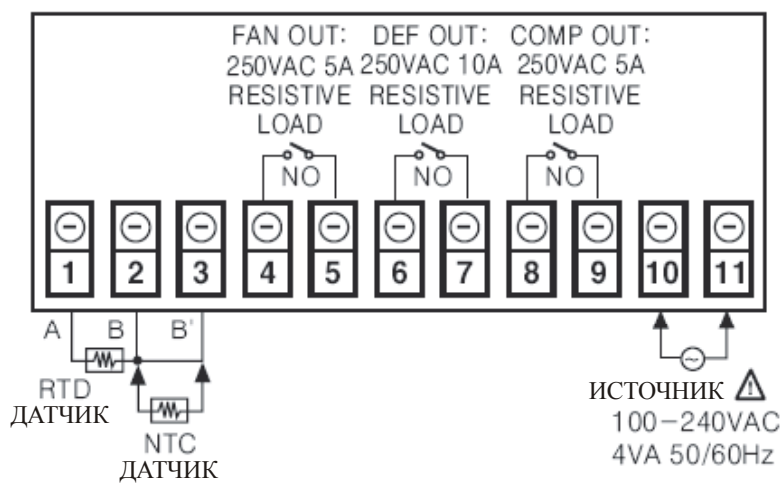 FAN OUT: DEF OUT: COMP OUT:
250VAC 5A 250VAC 10A 250VAC 5A
RESISTIVE RESISTIVE RESISTIVE
LOAD LOAD LOAD
NO NO NO
1 2 3 4 5 6 7 8 9 10 11
A B B'
RTD
ДАТЧИК
NTC
ДАТЧИК
ИСТОЧНИК
100-240VAC
4VA 50/60Hz